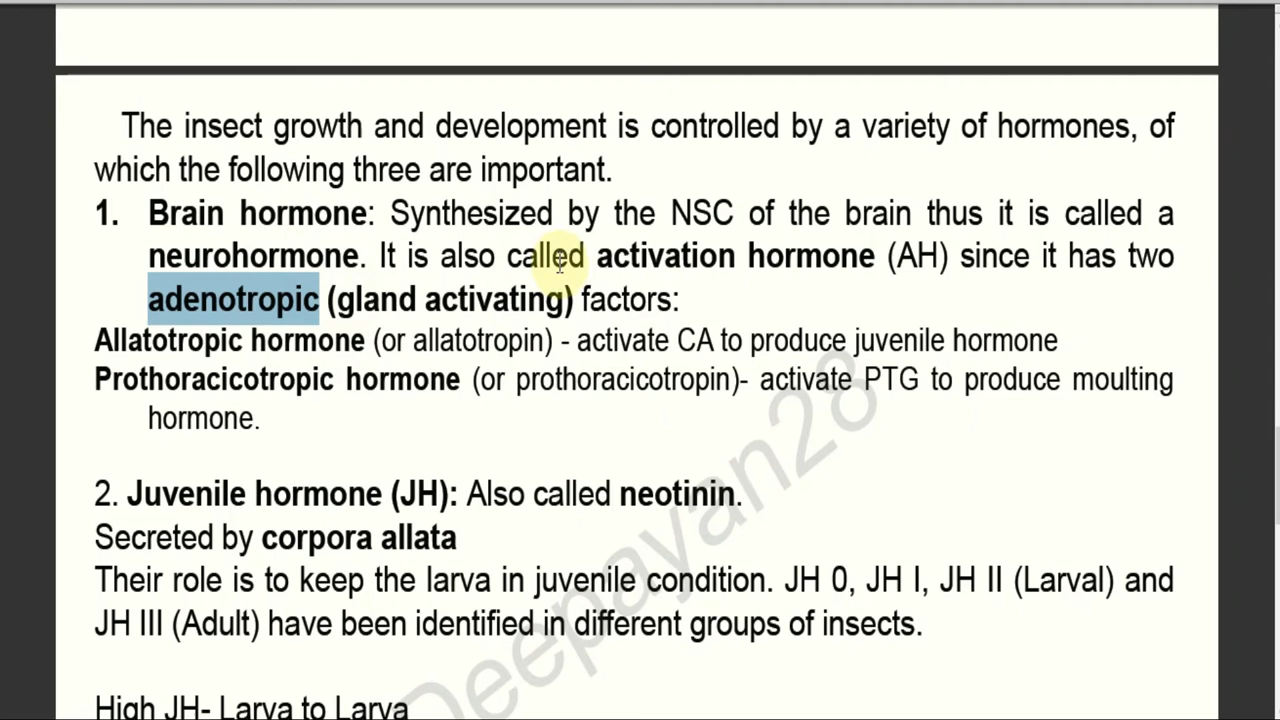 The insect growth and development is controlled by a variety of hormones, of
which the following three are important.
1. Brain hormone: Synthesized by the NSC of the brain thus it is called a
neurohormone. It is also called activation hormone (AH) since it has two
adenotropic (gland activating) factors:
Allatotropic hormone (or allatotropin) - activate CA to produce juvenile hormone
Prothoracicotropic hormone (or prothoracicotropin)- activate PTG to produce moulting
hormone.
2. Juvenile hormone (JH): Also called neotinin.
Secreted by corpora allata
Their role is to keep the larva in juvenile condition. JH 0, JH I, JH II (Larval) and
JH III (Adult) have been identified in different groups of insects.
High JH- Larva to Larva
Deepayan28